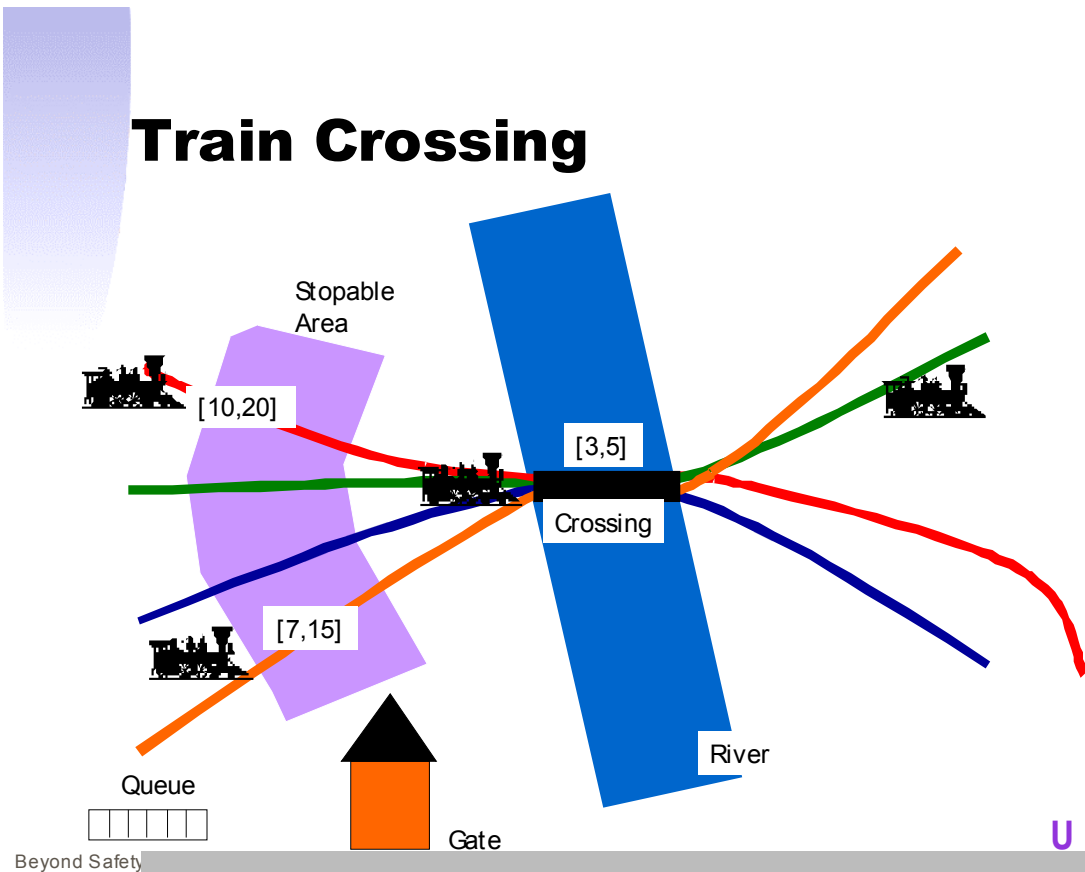 Train Crossing
Stopable
Area
[10,20]
[3,5]
Crossing
[7,15]
River
Queue
Gate
U
Beyond Safety